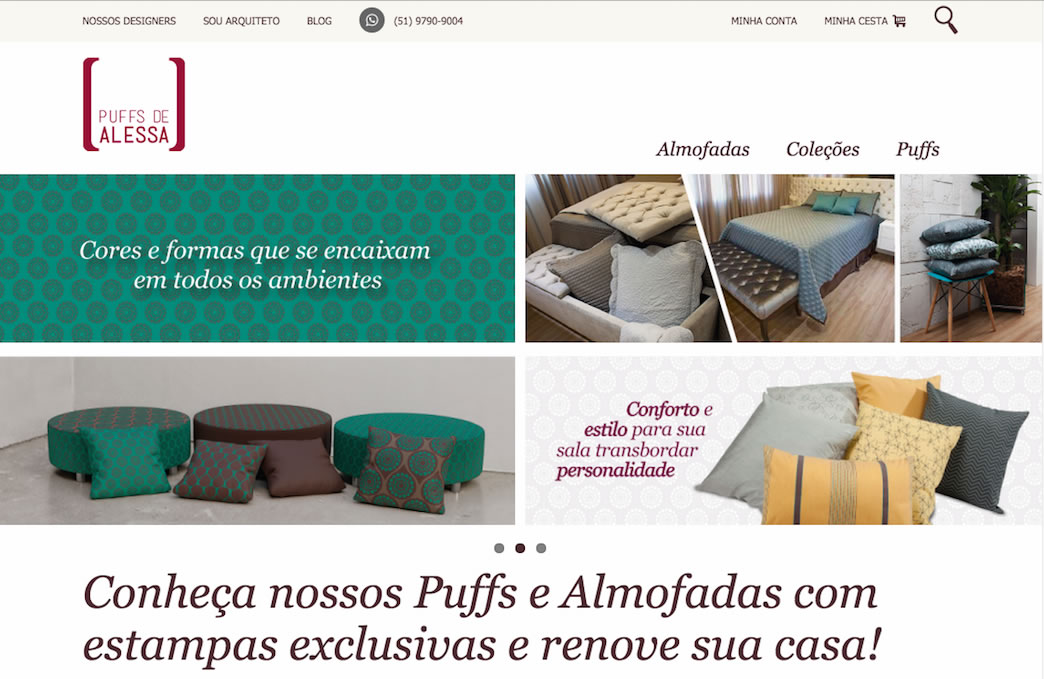 NOSSOS DESIGNERS SOU ARQUITETO BLOG (51) 9790-9004 MINHA CONTA MINHA CESTA
PUFFS DE
ALESSA
Almofadas Coleções Puffs
Cores e formas que se encaixam
em todos os ambientes
Conforto e
estilo para sua
sala transbordar
personalidade
Conheça nossos Puffs e Almofadas com
estampas exclusivas e renove sua casa!